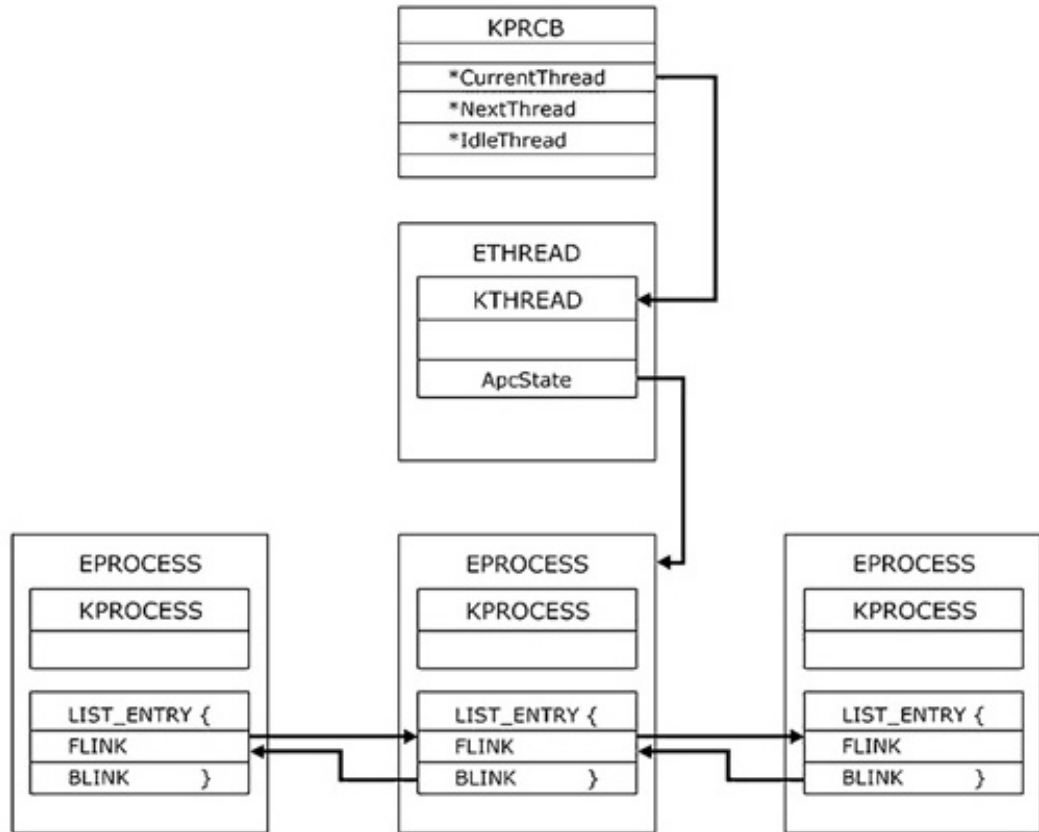 KPRCB
*CurrentThread
*NextThread
*IdleThread
ETHREAD
KTHREAD
ApcState
EPROCESS
KPROCESS
LIST_ENTRY {
FLINK
BLINK }
EPROCESS
KPROCESS
LIST_ENTRY {
FLINK
BLINK }
EPROCESS
KPROCESS
LIST_ENTRY {
FLINK
BLINK }